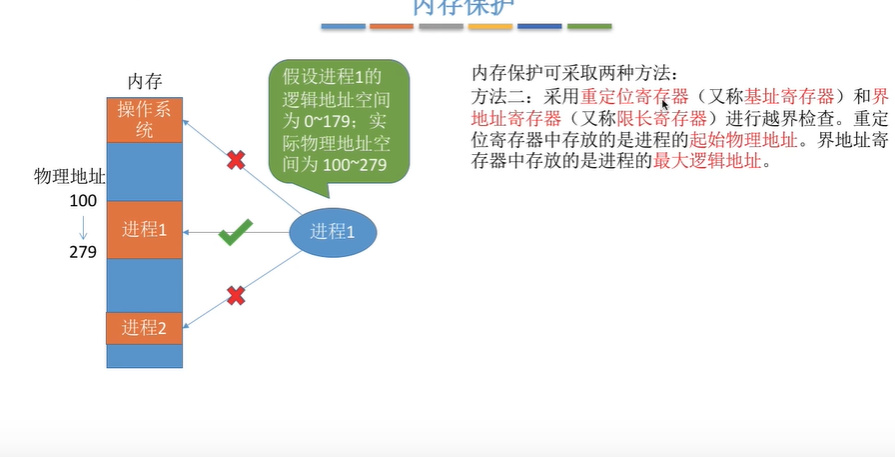 内存保护
内存
操作系
统
物理地址
100
279
进程1
进程2
假设进程1的
逻辑地址空间
为 0~179；实
际物理地址空
间为 100~279
进程1
内存保护可采取两种方法：
方法二：采用重定位寄存器（又称基址寄存器）和界
地址寄存器（又称限长寄存器）进行越界检查。重定
位寄存器中存放的是进程的起始物理地址。界地址寄
存器中存放的是进程的最大逻辑地址。